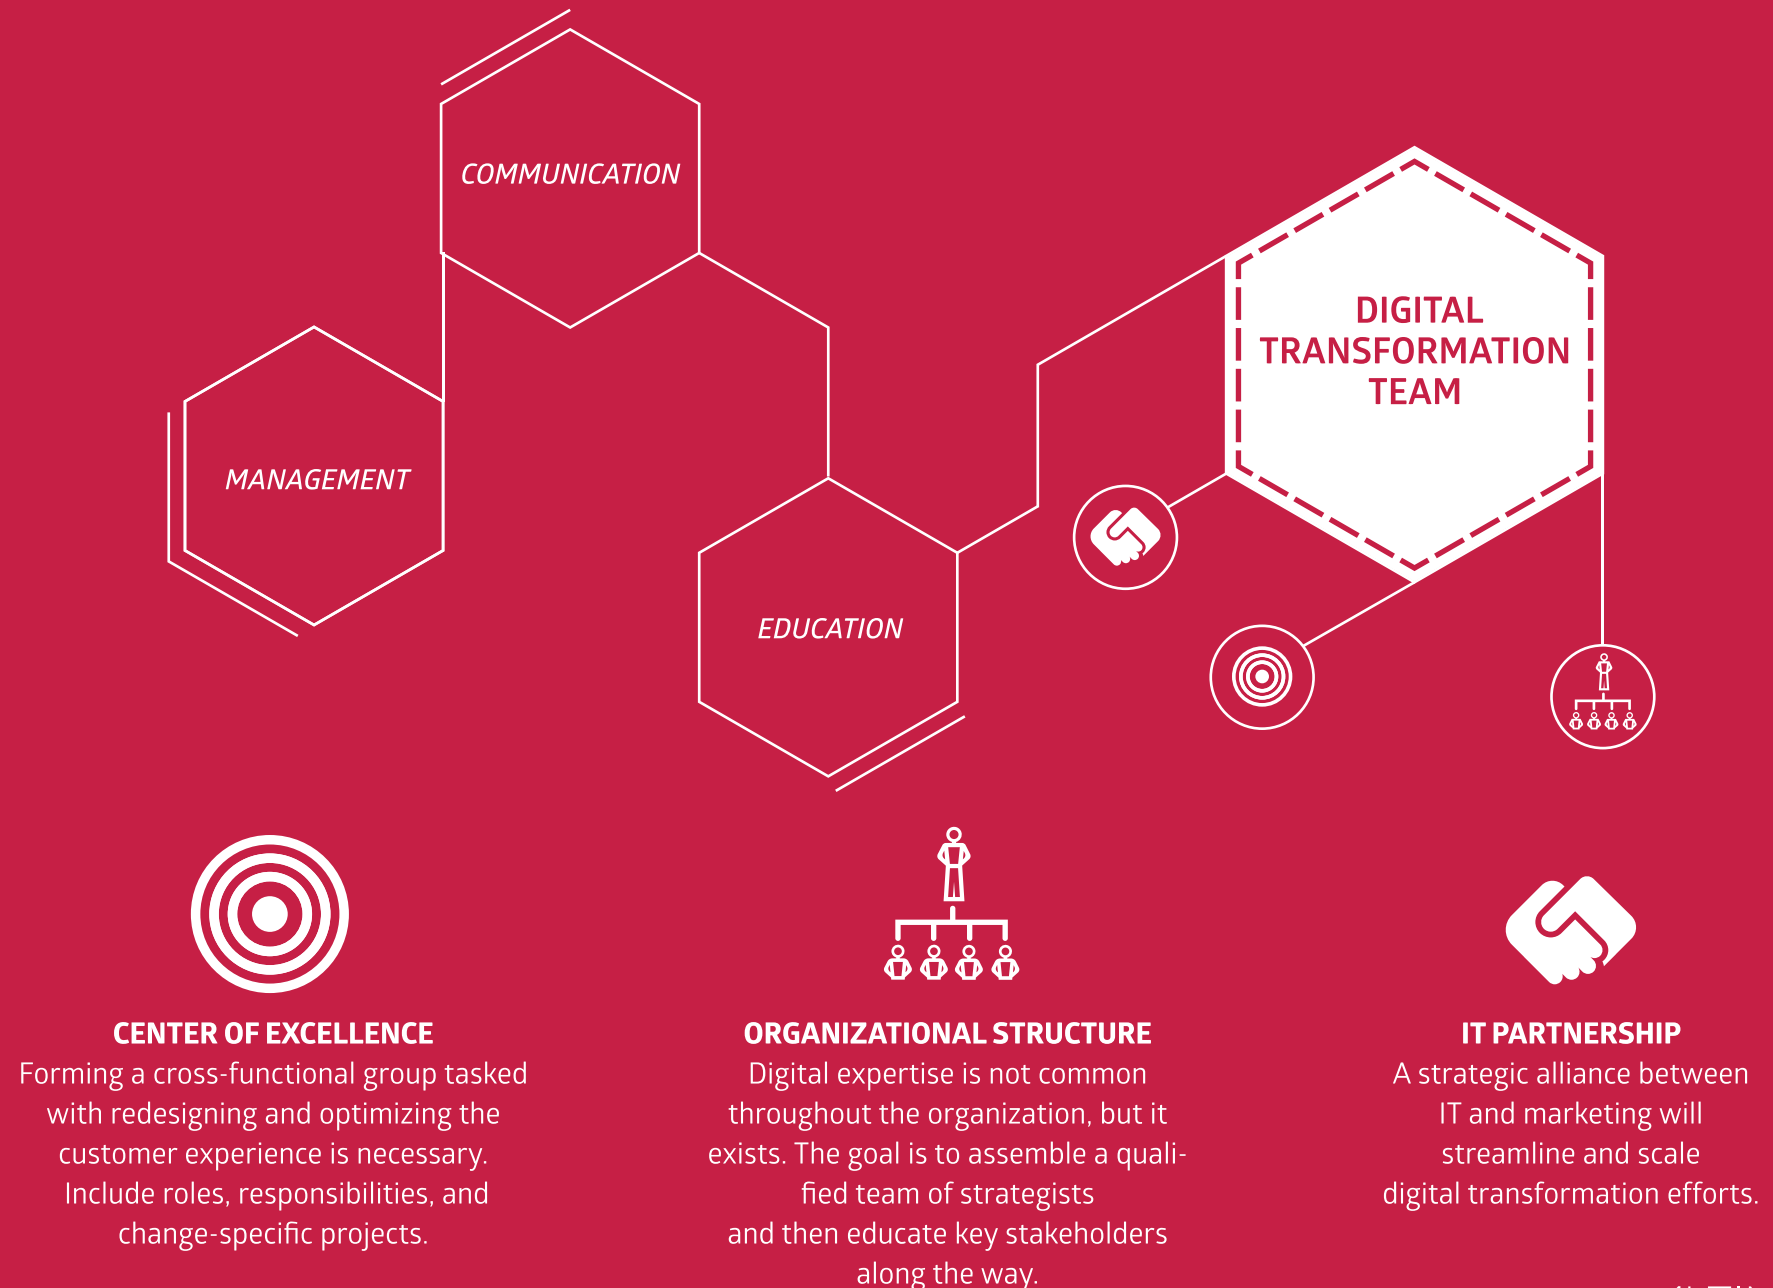 COMMUNICATION
DIGITAL
TRANSFORMATION
TEAM
MANAGEMENT
EDUCATION
CENTER OF EXCELLENCE
Forming a cross-functional group tasked
with redesigning and optimizing the
customer experience is necessary.
Include roles, responsibilities, and
change-specific projects.
ORGANIZATIONAL STRUCTURE
Digital expertise is not common
throughout the organization, but it
exists. The goal is to assemble a quali-
fied team of strategists
and then educate key stakeholders
along the way.
IT PARTNERSHIP
A strategic alliance between
IT and marketing will
streamline and scale
digital transformation efforts.